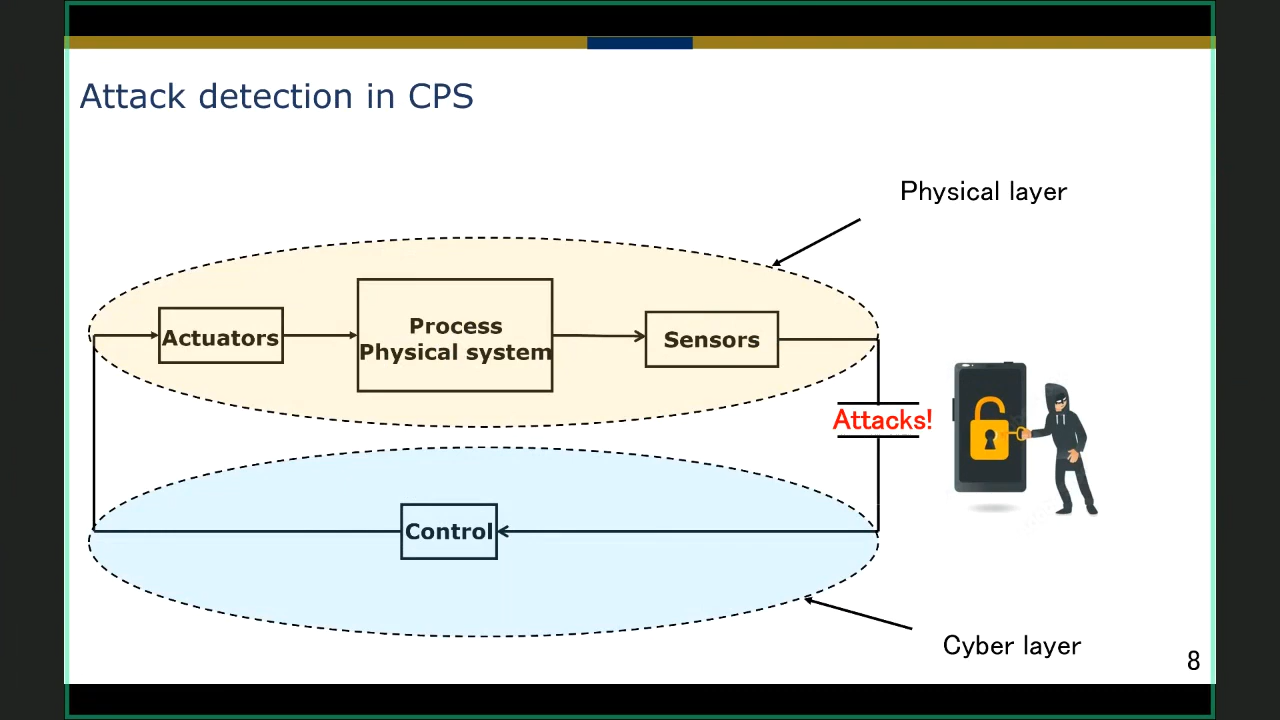 Attack detection in CPS
Physical layer
Actuators
Process
Physical system
Sensors
Attacks!
Control
Cyber layer
8